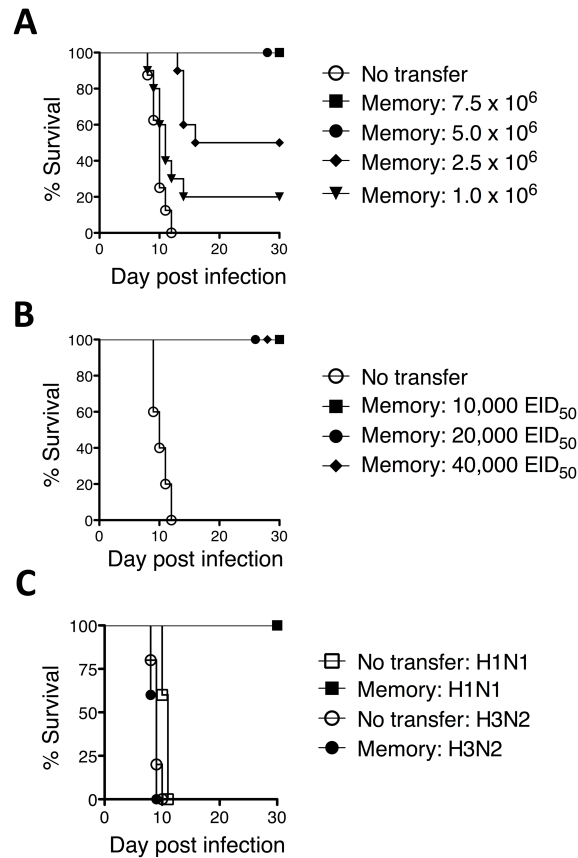 A
100
80
60
40
20
0
% Survival
0 10 20 30
Day post infection
No transfer
Memory: 7.5 x 10⁶
Memory: 5.0 x 10⁶
Memory: 2.5 x 10⁶
Memory: 1.0 x 10⁶
B
100
80
60
40
20
0
% Survival
0 10 20 30
Day post infection
No transfer
Memory: 10,000 EID₅₀
Memory: 20,000 EID₅₀
Memory: 40,000 EID₅₀
C
100
75
50
25
0
% Survival
0 10 20 30
Day post infection
No transfer: H1N1
Memory: H1N1
No transfer: H3N2
Memory: H3N2